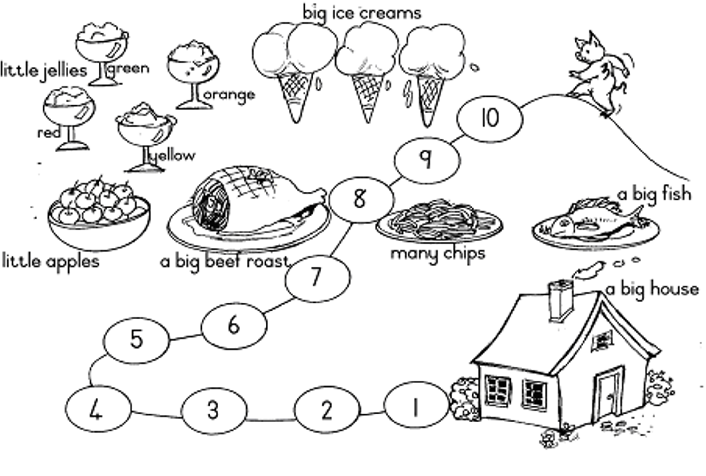 big ice creams
little jellies
green
orange
red
yellow
10
9
8
a big fish
little apples
a big beef roast
many chips
7
a big house
6
5
4
3
2
1